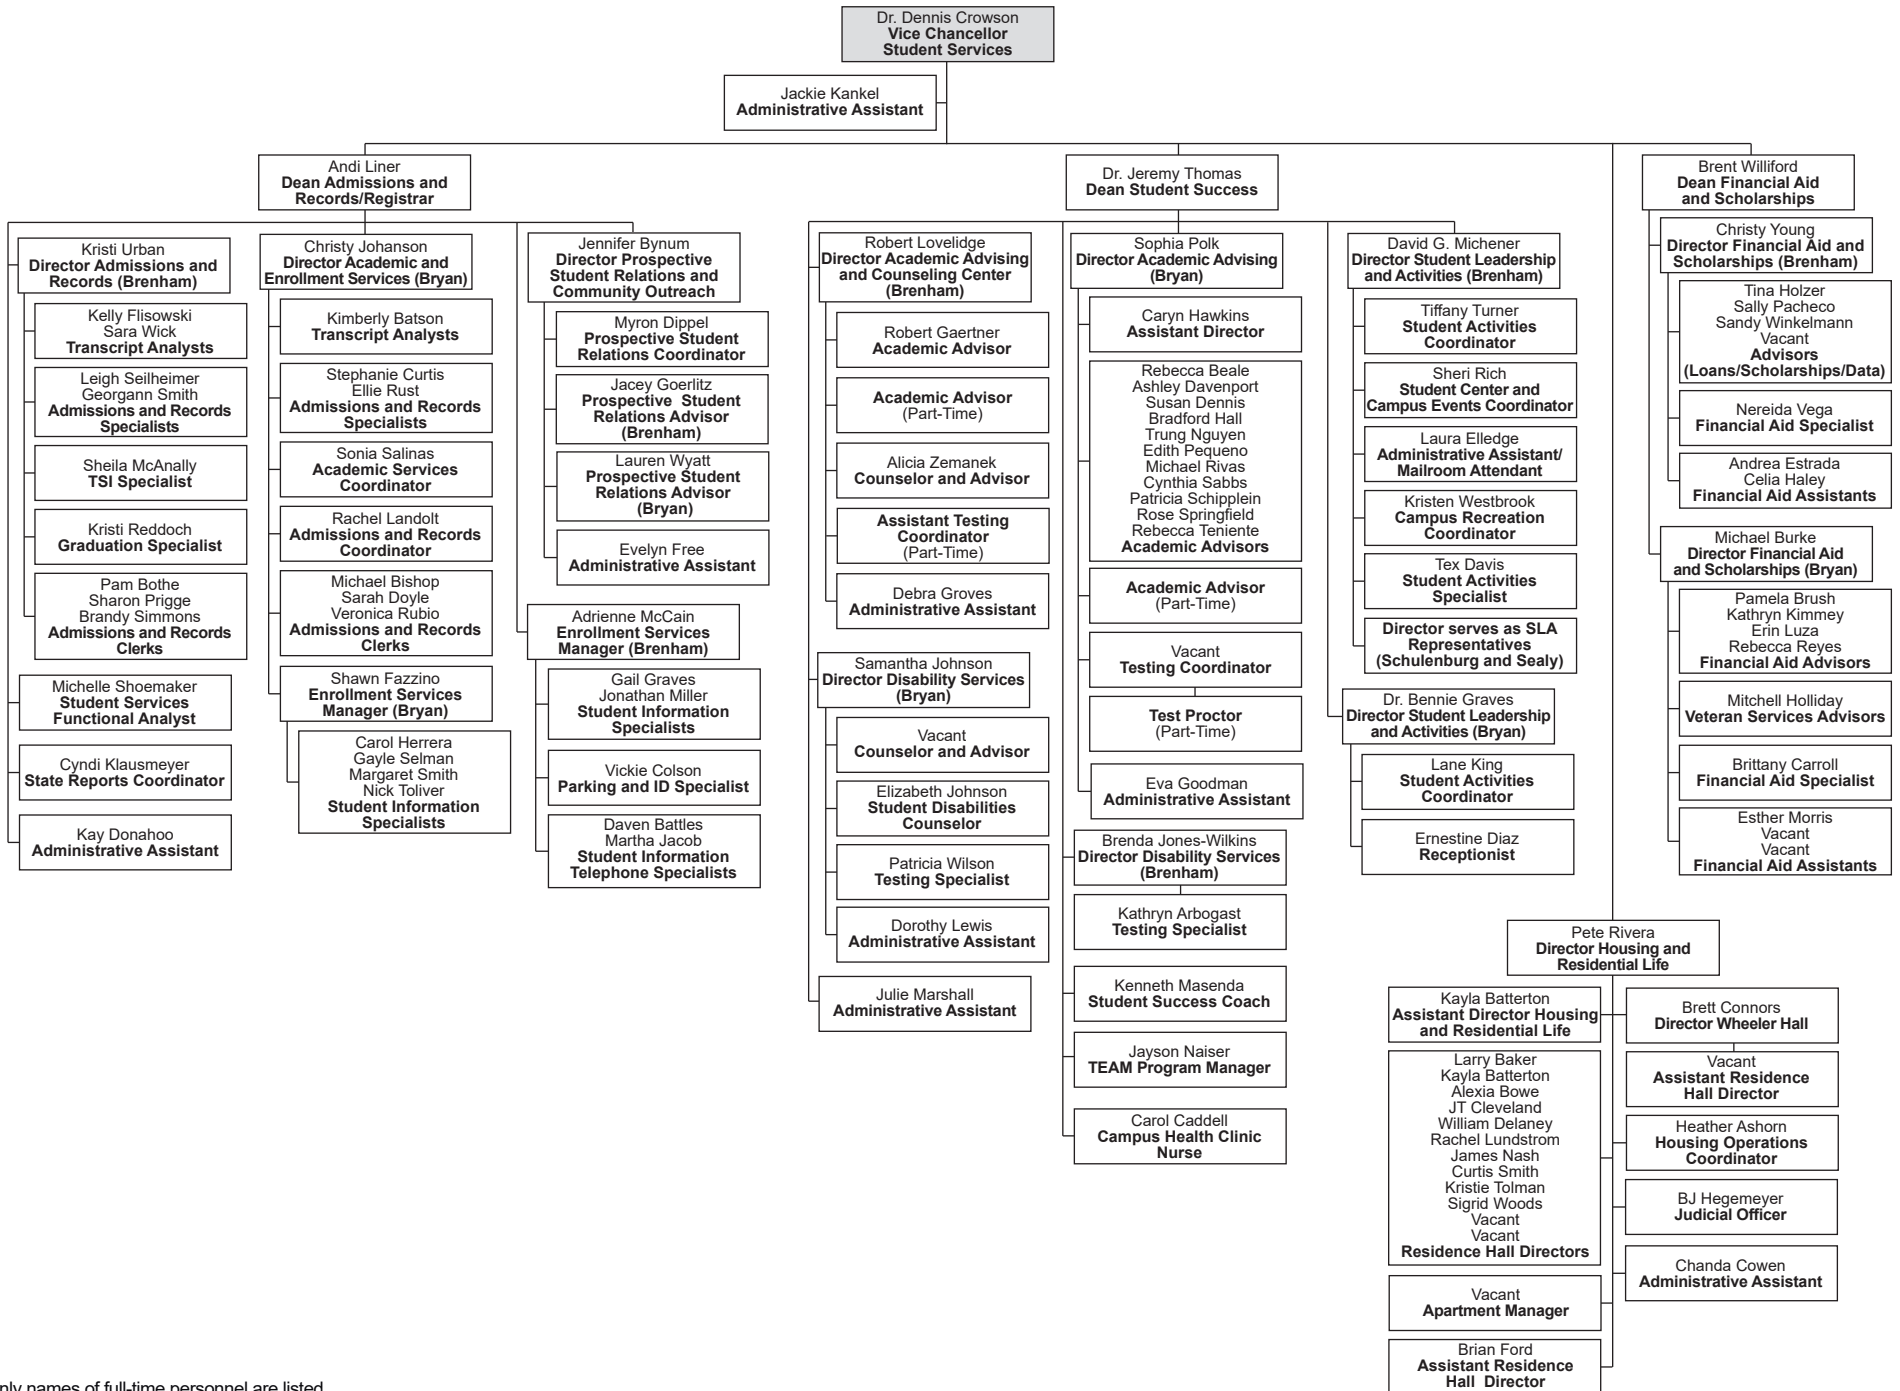 Dr. Dennis Crowson
Vice Chancellor
Student Services
Jackie Kankel
Administrative Assistant
Andi Liner
Dean Admissions and
Records/Registrar
Kristi Urban
Director Admissions and
Records (Brenham)
Kelly Flisowski
Sara Wick
Transcript Analysts
Leigh Seilheimer
Georgann Smith
Admissions and Records
Specialists
Sheila McAnally
TSI Specialist
Kristi Reddoch
Graduation Specialist
Pam Bothe
Sharon Prigge
Brandy Simmons
Admissions and Records
Clerks
Michelle Shoemaker
Student Services
Functional Analyst
Cyndi Klausmeyer
State Reports Coordinator
Kay Donahoo
Administrative Assistant
Christy Johanson
Director Academic and
Enrollment Services (Bryan)
Kimberly Batson
Transcript Analysts
Stephanie Curtis
Ellie Rust
Admissions and Records
Specialists
Sonia Salinas
Academic Services
Coordinator
Rachel Landolt
Admissions and Records
Coordinator
Michael Bishop
Sarah Doyle
Veronica Rubio
Admissions and Records
Clerks
Shawn Fazzino
Enrollment Services
Manager (Bryan)
Carol Herrera
Gayle Selman
Margaret Smith
Nick Toliver
Student Information
Specialists
Jennifer Bynum
Director Prospective
Student Relations and
Community Outreach
Myron Dippel
Prospective Student
Relations Coordinator
Jacey Goerlitz
Prospective Student
Relations Advisor
(Brenham)
Lauren Wyatt
Prospective Student
Relations Advisor
(Bryan)
Evelyn Free
Administrative Assistant
Adrienne McCain
Enrollment Services
Manager (Brenham)
Gail Graves
Jonathan Miller
Student Information
Specialists
Vickie Colson
Parking and ID Specialist
Daven Battles
Martha Jacob
Student Information
Telephone Specialists
Dr. Jeremy Thomas
Dean Student Success
Robert Lovelidge
Director Academic Advising
and Counseling Center
(Brenham)
Robert Gaertner
Academic Advisor
Academic Advisor
(Part-Time)
Alicia Zemanek
Counselor and Advisor
Assistant Testing
Coordinator
(Part-Time)
Debra Groves
Administrative Assistant
Samantha Johnson
Director Disability Services
(Bryan)
Vacant
Counselor and Advisor
Elizabeth Johnson
Student Disabilities
Counselor
Patricia Wilson
Testing Specialist
Dorothy Lewis
Administrative Assistant
Julie Marshall
Administrative Assistant
Sophia Polk
Director Academic Advising
(Bryan)
Caryn Hawkins
Assistant Director
Rebecca Beale
Ashley Davenport
Susan Dennis
Bradford Hall
Trung Nguyen
Edith Pequeno
Michael Rivas
Cynthia Sabbs
Patricia Schipplein
Rose Springfield
Rebecca Teniente
Academic Advisors
Academic Advisor
(Part-Time)
Vacant
Testing Coordinator
Test Proctor
(Part-Time)
Eva Goodman
Administrative Assistant
Brenda Jones-Wilkins
Director Disability Services
(Brenham)
Kathryn Arbogast
Testing Specialist
Kenneth Masenda
Student Success Coach
Jayson Naiser
TEAM Program Manager
Carol Caddell
Campus Health Clinic
Nurse
David G. Michener
Director Student Leadership
and Activities (Brenham)
Tiffany Turner
Student Activities
Coordinator
Sheri Rich
Student Center and
Campus Events Coordinator
Laura Elledge
Administrative Assistant/
Mailroom Attendant
Kristen Westbrook
Campus Recreation
Coordinator
Tex Davis
Student Activities
Specialist
Director serves as SLA
Representatives
(Schulenburg and Sealy)
Dr. Bennie Graves
Director Student Leadership
and Activities (Bryan)
Lane King
Student Activities
Coordinator
Ernestine Diaz
Receptionist
Brent Williford
Dean Financial Aid
and Scholarships
Christy Young
Director Financial Aid and
Scholarships (Brenham)
Tina Holzer
Sally Pacheco
Sandy Winkelmann
Vacant
Advisors
(Loans/Scholarships/Data)
Nereida Vega
Financial Aid Specialist
Andrea Estrada
Celia Haley
Financial Aid Assistants
Michael Burke
Director Financial Aid
and Scholarships (Bryan)
Pamela Brush
Kathryn Kimmey
Erin Luza
Rebecca Reyes
Financial Aid Advisors
Mitchell Holliday
Veteran Services Advisors
Brittany Carroll
Financial Aid Specialist
Esther Morris
Vacant
Vacant
Financial Aid Assistants
Pete Rivera
Director Housing and
Residential Life
Kayla Batterton
Assistant Director Housing
and Residential Life
Larry Baker
Kayla Batterton
Alexia Bowe
JT Cleveland
William Delaney
Rachel Lundstrom
James Nash
Curtis Smith
Kristie Tolman
Sigrid Woods
Vacant
Vacant
Residence Hall Directors
Vacant
Apartment Manager
Brian Ford
Assistant Residence
Hall Director
Brett Connors
Director Wheeler Hall
Vacant
Assistant Residence
Hall Director
Heather Ashorn
Housing Operations
Coordinator
BJ Hegemeyer
Judicial Officer
Chanda Cowen
Administrative Assistant
names of full-time personnel are listed